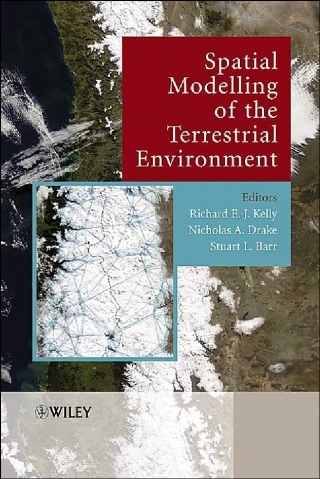 Spatial
Modelling
of the
Terrestrial
Environment
Editors
Richard E. J. Kelly
Nicholas A. Drake
Stuart L. Barr
WILEY